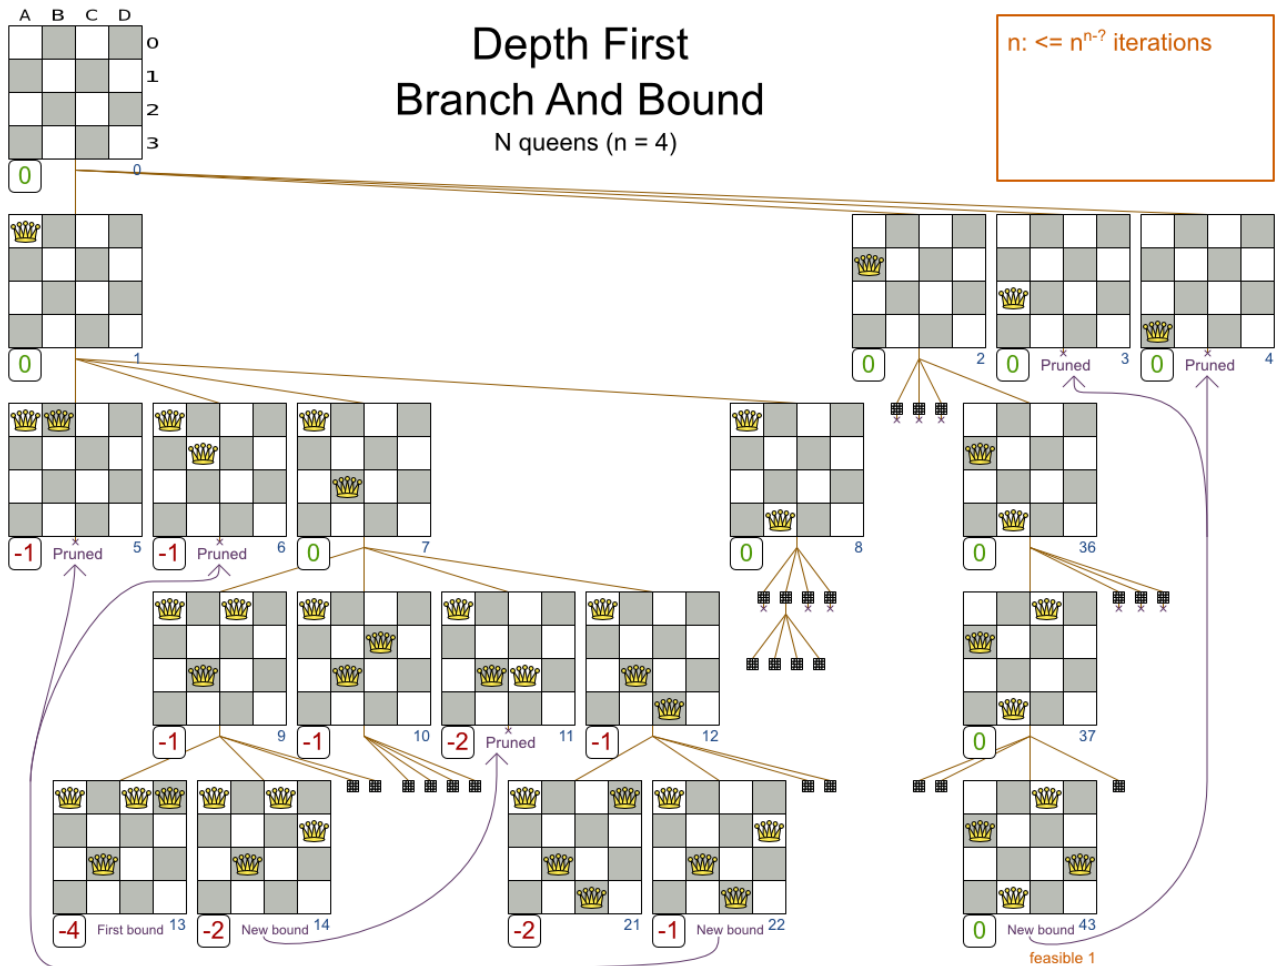 A B C D
0
1
2
3
Depth First
Branch And Bound
N queens (n = 4)
n: <= nⁿ⁻? iterations
0 0
0 1
0 2
0 Pruned 3
0 Pruned 4
-1 Pruned 5
-1 Pruned 6
0 7
0 8
0 36
-1 9
-1 10
-2 Pruned 11
-1 12
0 37
-4 First bound 13
-2 New bound 14
-2 21
-1 New bound 22
0 New bound 43
feasible 1